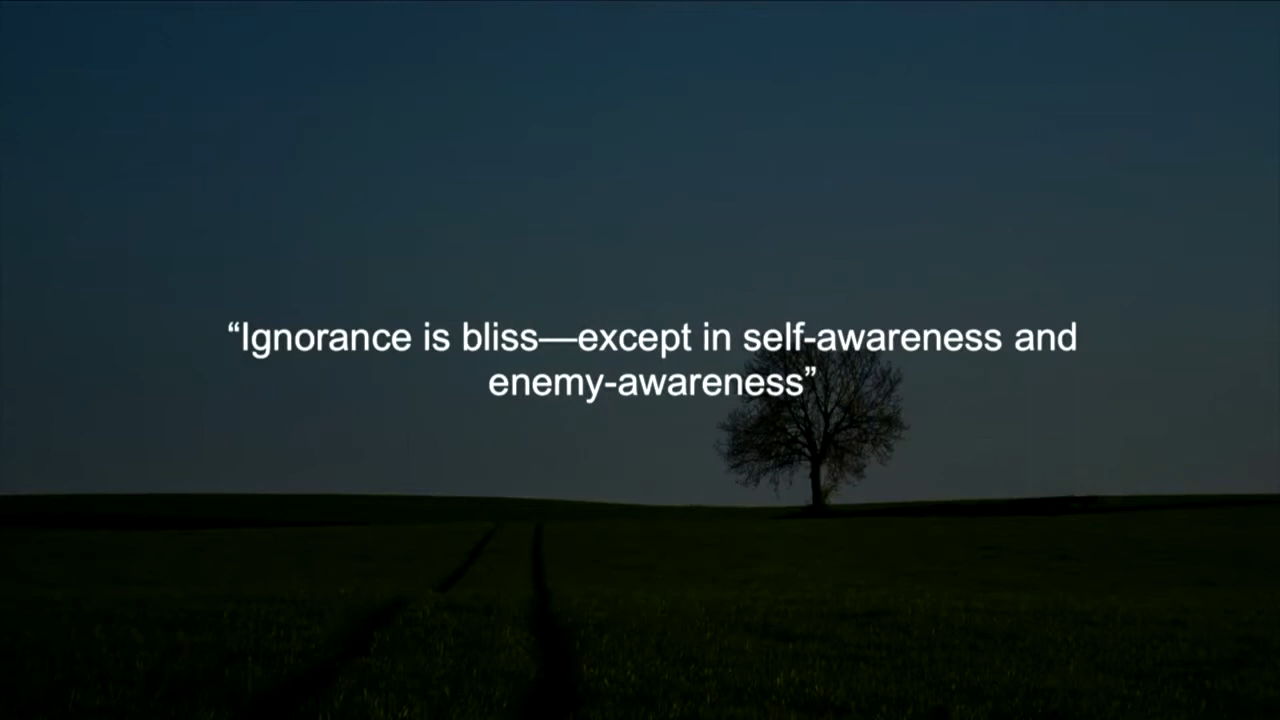 “Ignorance is bliss—except in self-awareness and
enemy-awareness”